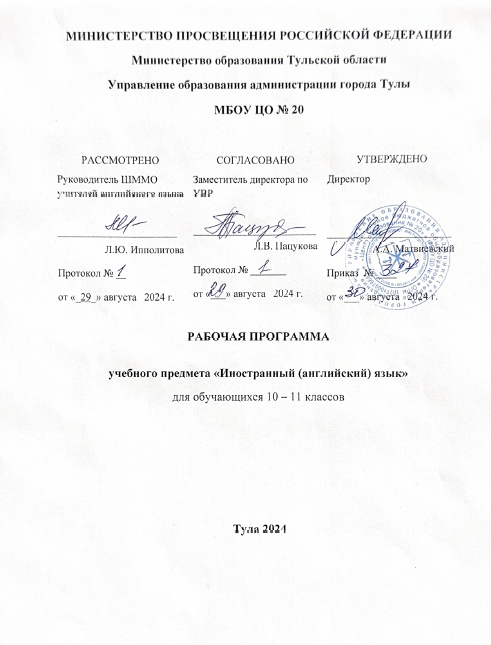 МИНИСТЕРСТВО ПРОСВЕЩЕНИЯ РОССИЙСКОЙ ФЕДЕРАЦИИ
Министерство образования Тульской области
Управление образования администрации города Тулы
МБОУ ЦО № 20
РАССМОТРЕНО
Руководитель ШММО
учителей английского языка
Л.Ю. Ипполитова
Протокол № 1
от « 29 » августа 2024 г.
СОГЛАСОВАНО
Заместитель директора по
УВР
Л.В. Пацукова
Протокол № 1
от « 29 » августа 2024 г.
УТВЕРЖДЕНО
Директор
А.А. Матвиевский
Приказ №
от « 30 » августа 2024 г.
РАБОЧАЯ ПРОГРАММА
учебного предмета «Иностранный (английский) язык»
для обучающихся 10 – 11 классов
Тула 2024